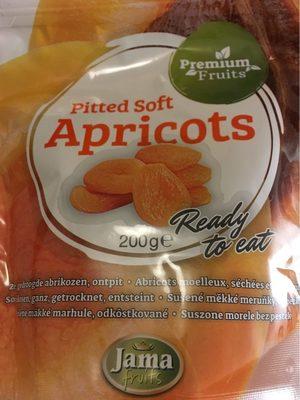 Premium
Fruits
Pitted Soft
Apricots
200g℮
Ready
to eat
abrikozen, ontpit · Abricots moelleux, séchées
ganz, getrocknet, entsteint · Sušené měkké meruňky
mäkké marhule, odkôstkované · Suszone morele bez pestek
Jama
fruits